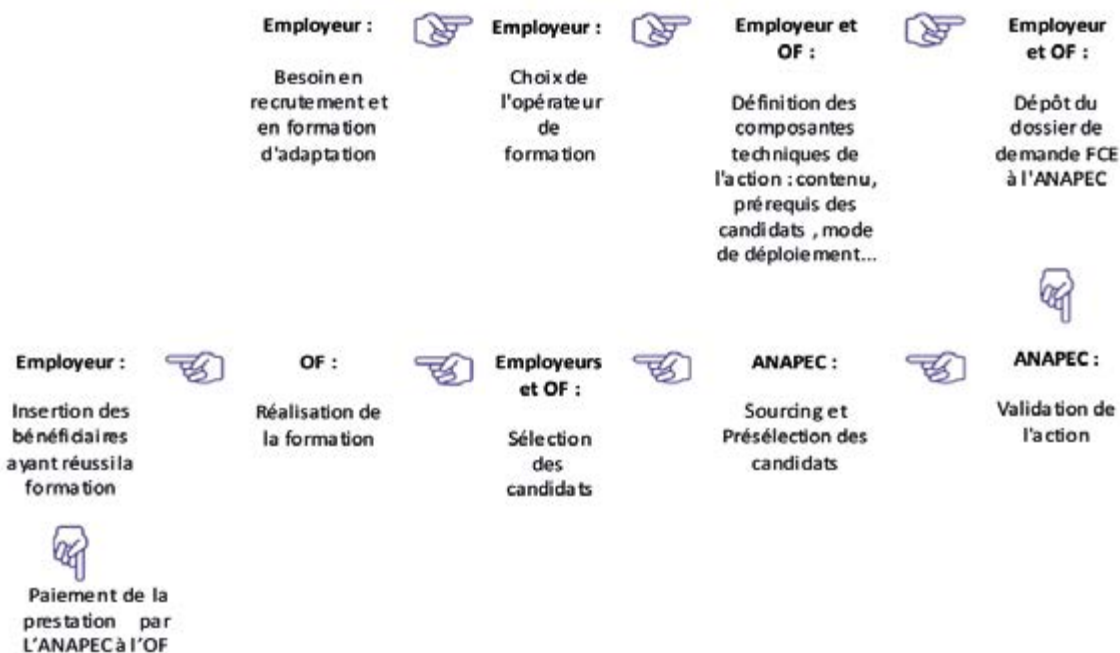 Employeur :
Besoin en
recrutement et
en formation
d'adaptation
Employeur :
Choix de
l'opérateur
de
formation
Employeur et
OF :
Définition des
composantes
techniques de
l'action : contenu,
prérequis des
candidats , mode
de déploiement...
Employeur
et OF :
Dépôt du
dossier de
demande FCE
à l'ANAPEC
ANAPEC :
Validation de
l'action
ANAPEC :
Sourcing et
Présélection des
candidats
Employeurs
et OF :
Sélection
des
candidats
OF :
Réalisation de
la formation
Employeur :
Insertion des
bénéficiaires
ayant réussi la
formation
Paiement de la
prestation par
L’ANAPEC à l’OF